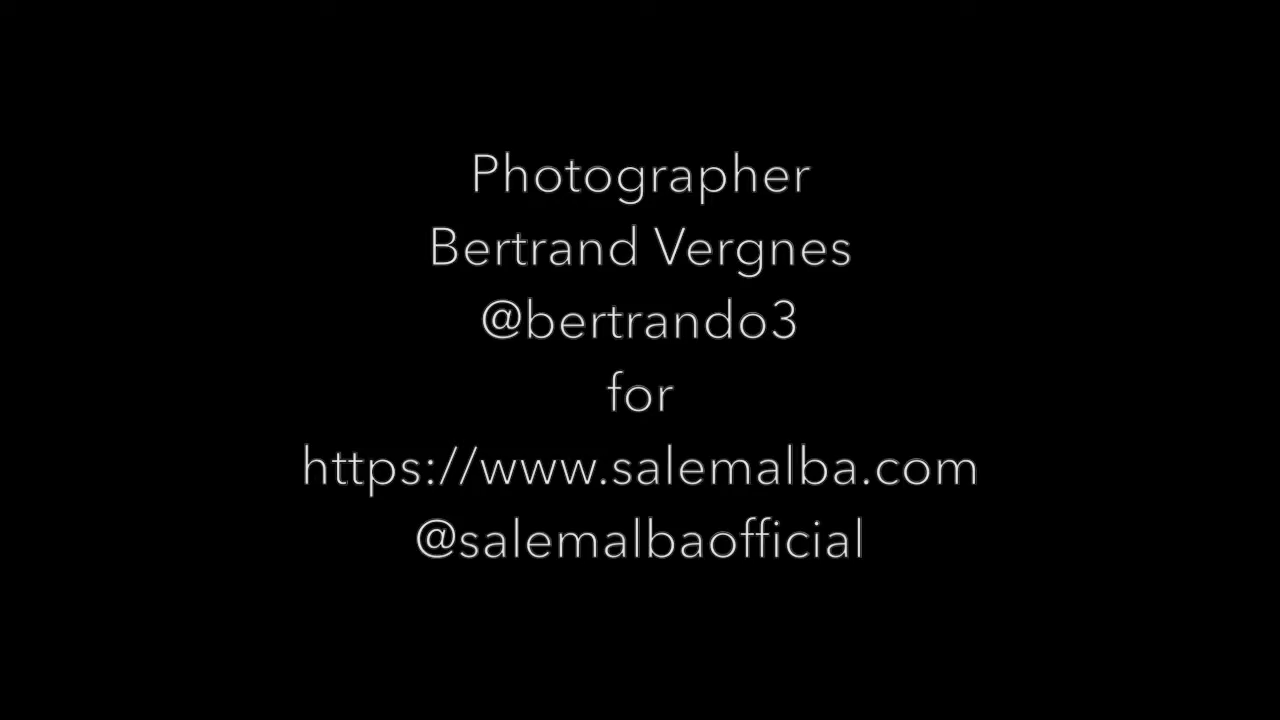 Photographer
Bertrand Vergnes
@bertrando3
for
https://www.salemalba.com
@salemalbaofficial